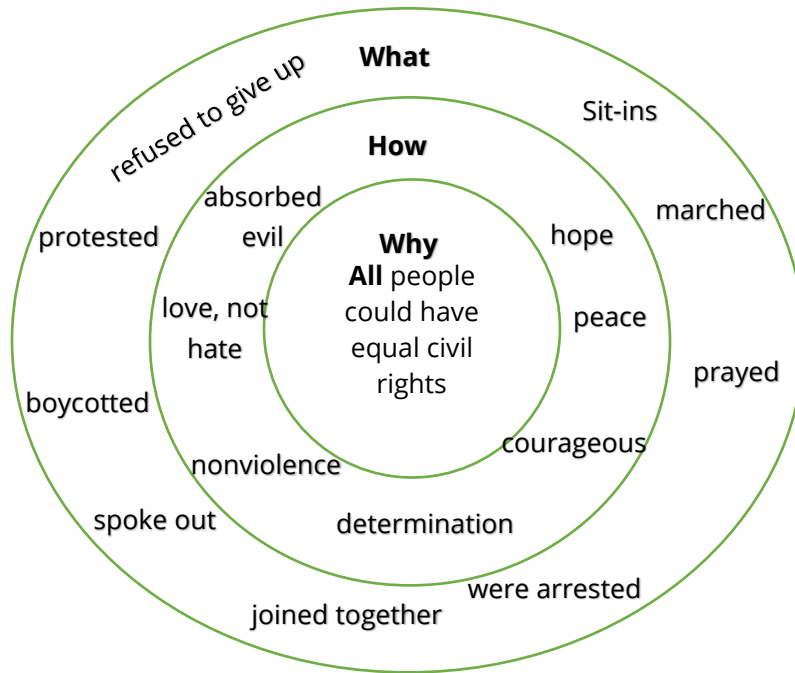 What
refused to give up
Sit-ins
marched
protested
prayed
boycotted
spoke out
were arrested
joined together
How
absorbed
evil
hope
love, not
hate
peace
nonviolence
courageous
determination
Why
All people
could have
equal civil
rights